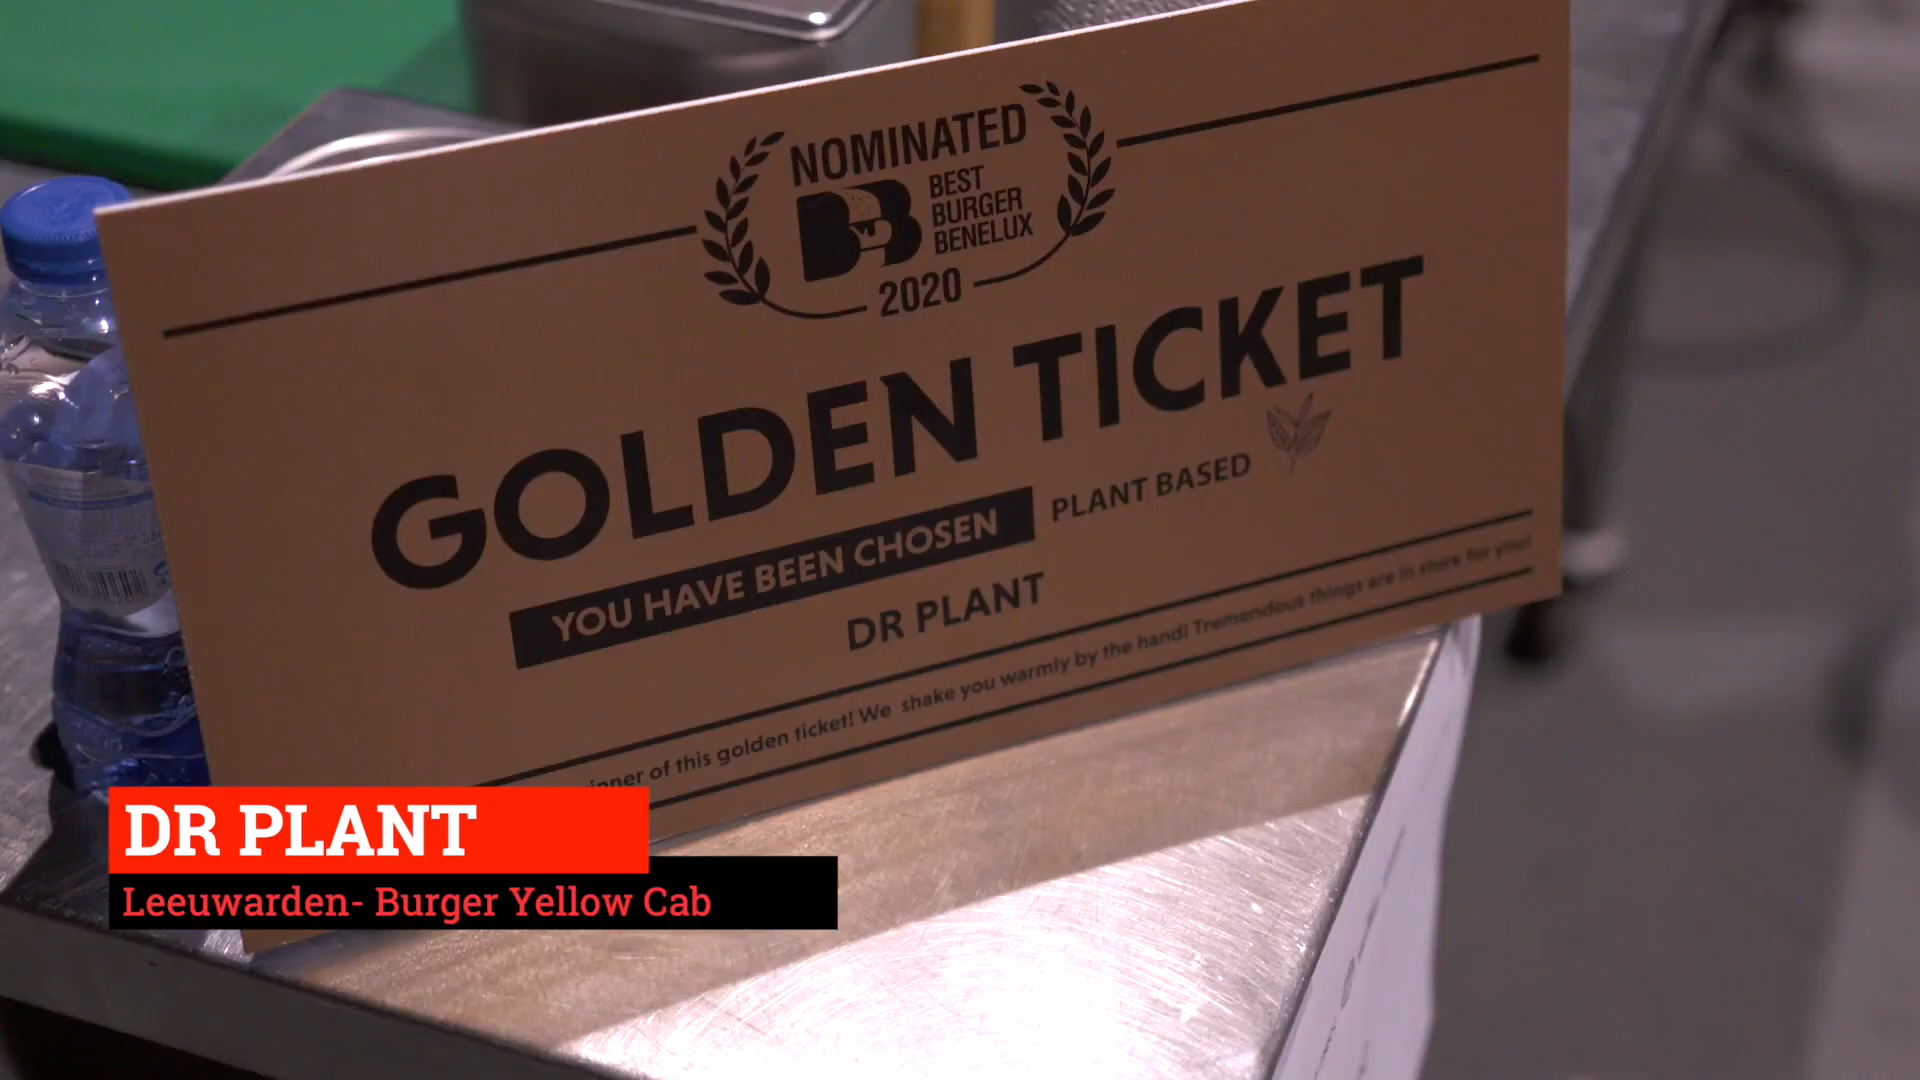 NOMINATED
BB
BEST
BURGER
BENELUX
2020
GOLDEN TICKET
YOU HAVE BEEN CHOSEN PLANT BASED
DR PLANT
of this golden ticket! We shake you warmly by the hand! Tremendous things are in store for you!
DR PLANT
Leeuwarden- Burger Yellow Cab